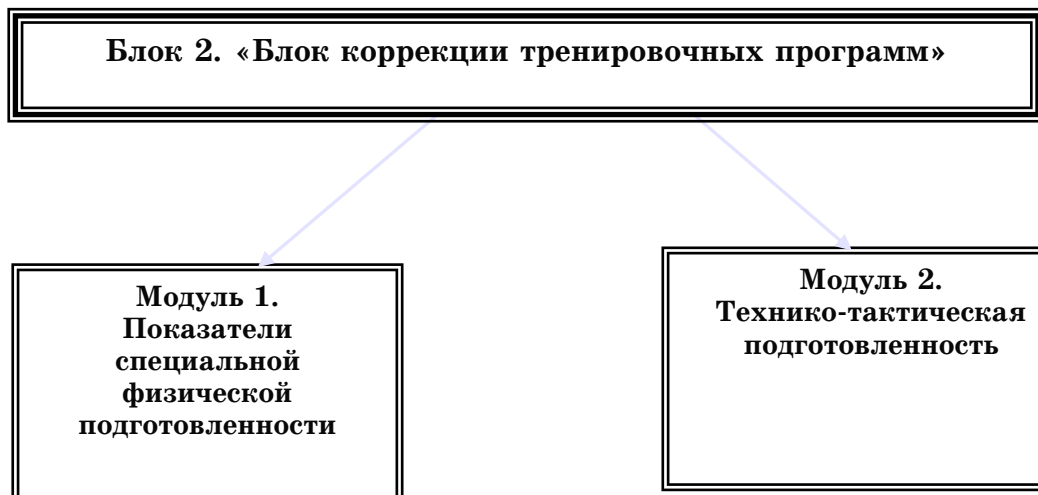 Блок 2. «Блок коррекции тренировочных программ»
Модуль 1.
Показатели
специальной
физической
подготовленности
Модуль 2.
Технико-тактическая
подготовленность